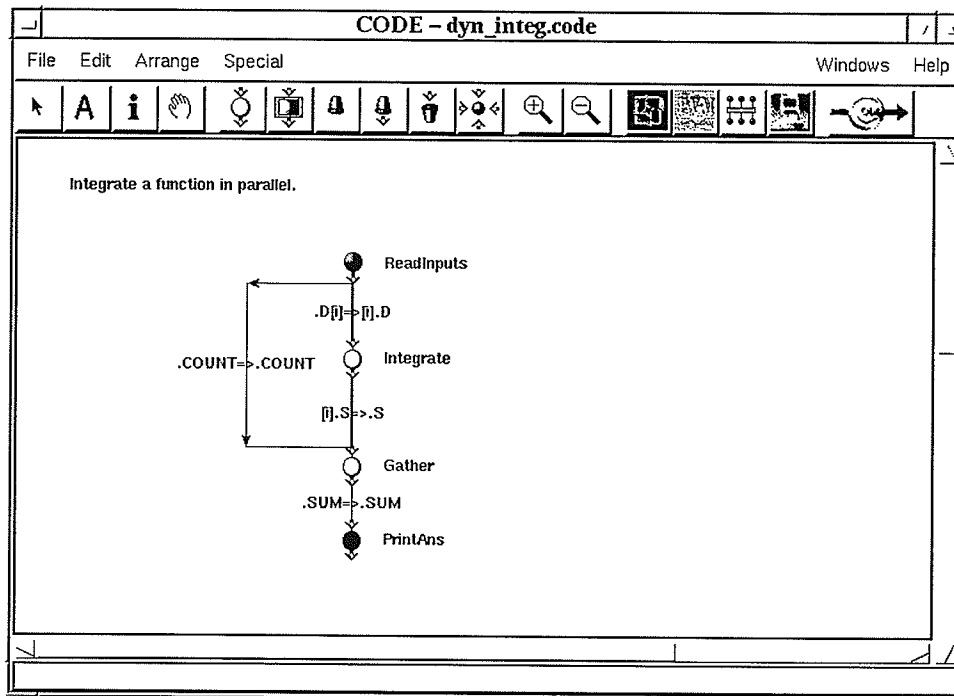 CODE – dyn_integ.code
File Edit Arrange Special Windows Help
A i
Integrate a function in parallel.
ReadInputs
.D[i]=>[i].D
.COUNT=>.COUNT
Integrate
[i].S=>.S
Gather
.SUM=>.SUM
PrintAns